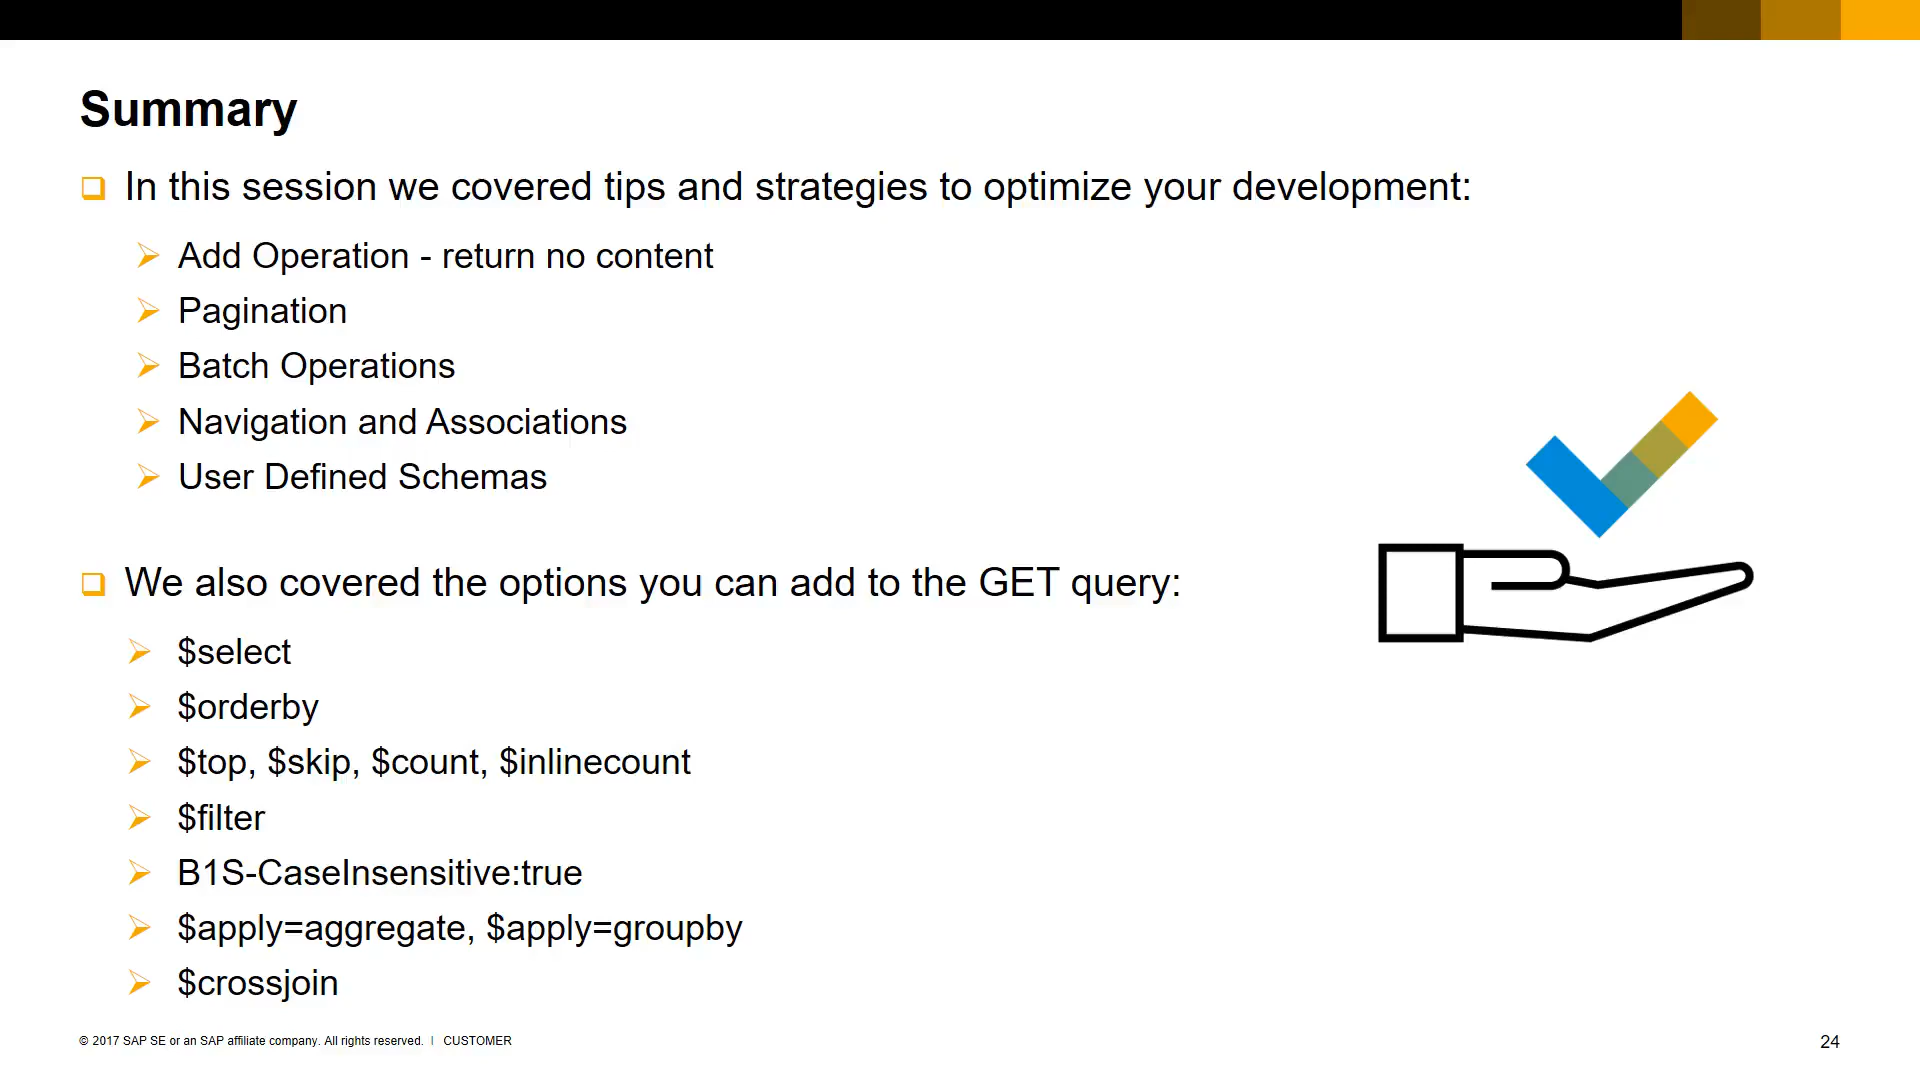 Summary
In this session we covered tips and strategies to optimize your development:
Add Operation - return no content
Pagination
Batch Operations
Navigation and Associations
User Defined Schemas
We also covered the options you can add to the GET query:
$select
$orderby
$top, $skip, $count, $inlinecount
$filter
B1S-CaseInsensitive:true
$apply=aggregate, $apply=groupby
$crossjoin
© 2017 SAP SE or an SAP affiliate company. All rights reserved. | CUSTOMER
24